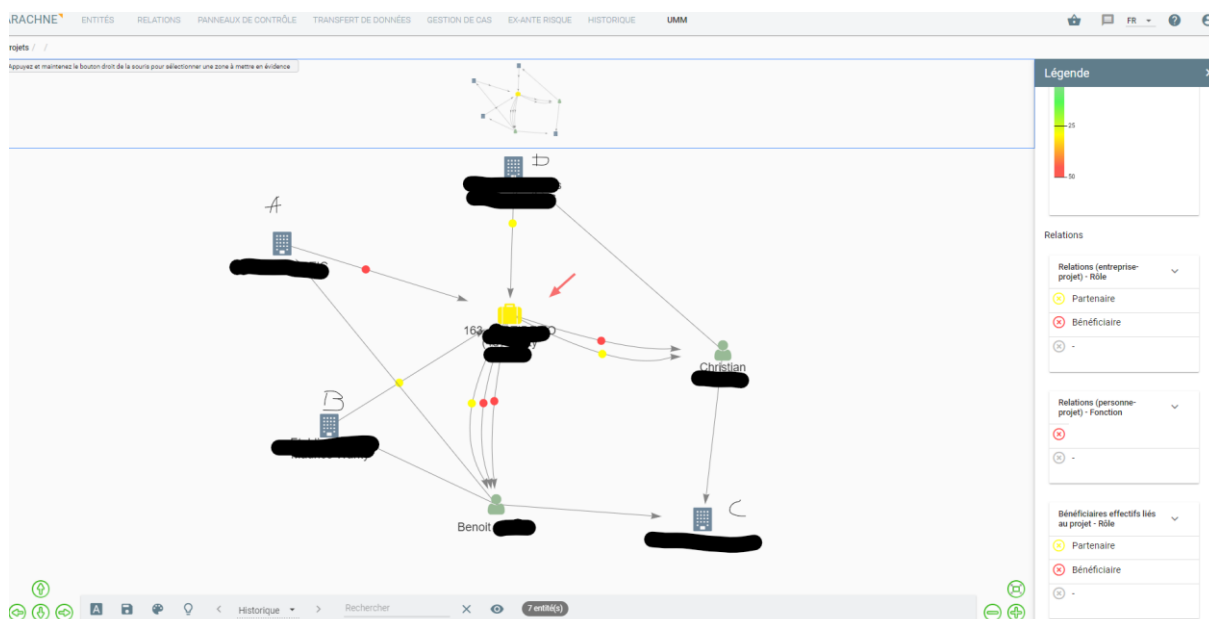 ARACHNE
ENTITÉS
RELATIONS
PANNEAUX DE CONTRÔLE
TRANSFERT DE DONNÉES
GESTION DE CAS
EX-ANTE RISQUE
HISTORIQUE
UMM
FR
rojets / /
Appuyez et maintenez le bouton droit de la souris pour sélectionner une zone à mettre en évidence
Légende
25
50
D
A
163
Christian
B
Benoit
C
Relations
Relations (entreprise-
projet) - Rôle
Partenaire
Bénéficiaire
-
Relations (personne-
projet) - Fonction
-
Bénéficiaires effectifs liés
au projet - Rôle
Partenaire
Bénéficiaire
-
Historique
Rechercher
7 entité(s)